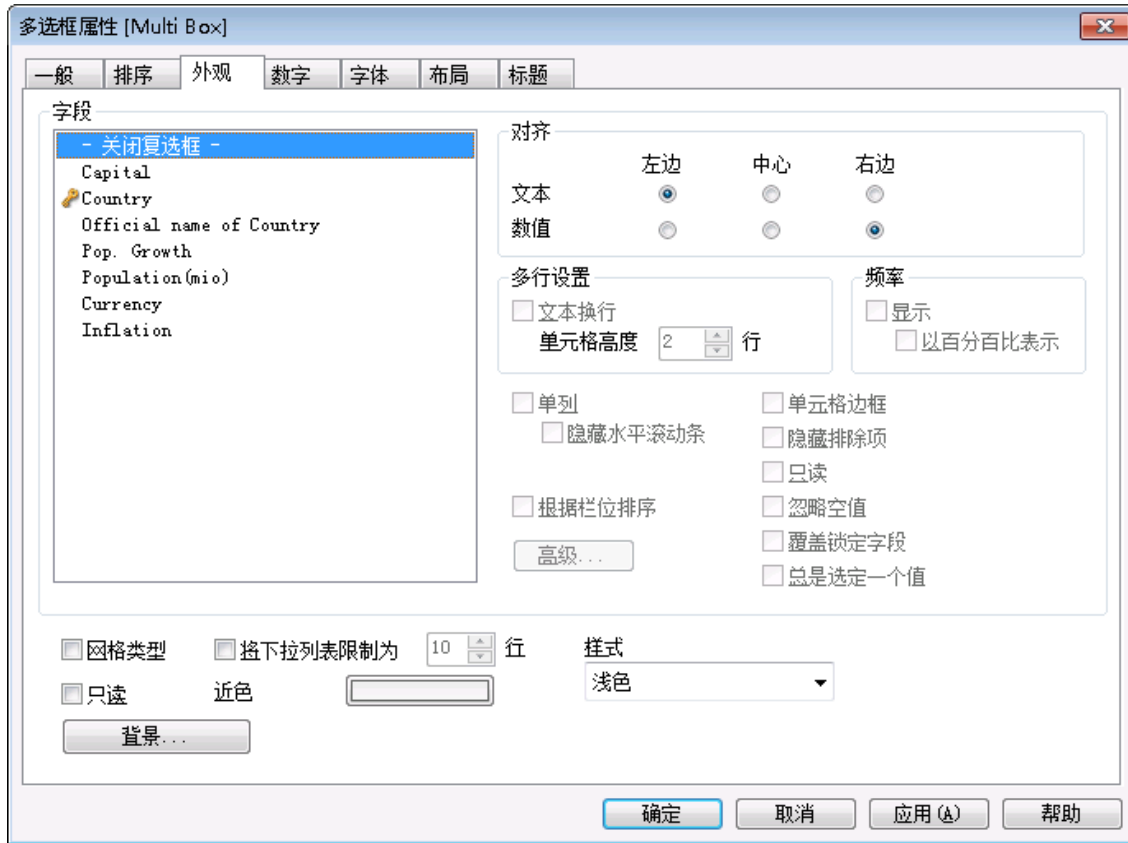 多选框属性 [Multi Box]
一般 排序 外观 数字 字体 布局 标题
字段
- 关闭复选框 -
Capital
Country
Official name of Country
Pop. Growth
Population(mio)
Currency
Inflation
对齐
左边 中心 右边
文本
数值
多行设置
文本换行
单元格高度 2 行
频率
显示
以百分百比表示
单列
隐藏水平滚动条
根据栏位排序
高级...
单元格边框
隐藏排除项
只读
忽略空值
覆盖锁定字段
总是选定一个值
网格类型 将下拉列表限制为 10 行
只读 近色
背景...
样式
浅色
确定 取消 应用(A) 帮助